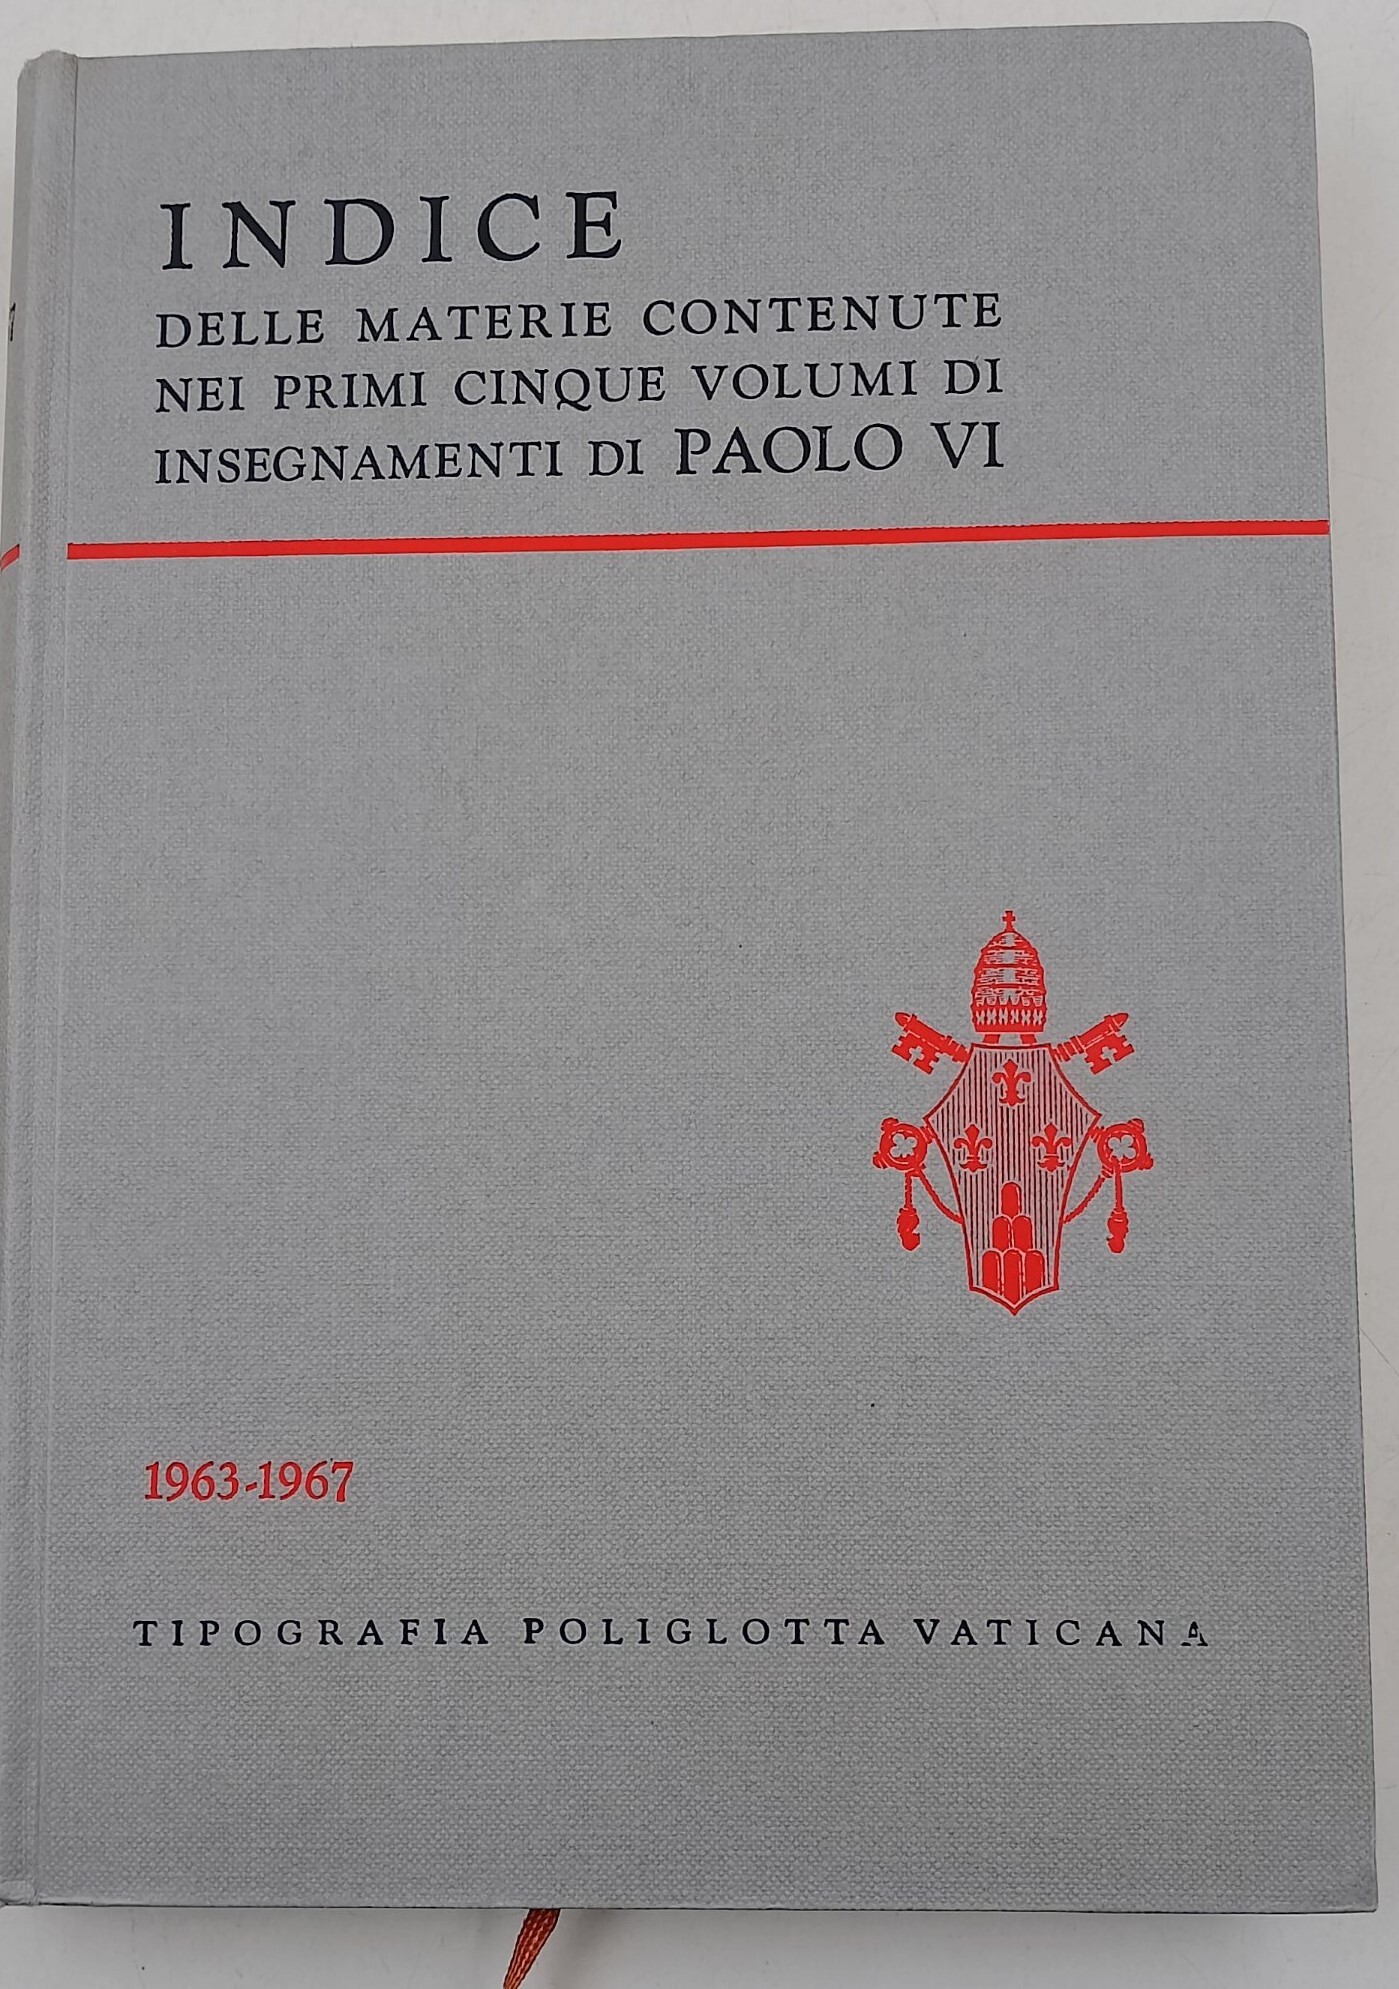 INDICE
DELLE MATERIE CONTENUTE
NEI PRIMI CINQUE VOLUMI DI
INSEGNAMENTI DI PAOLO VI
1963-1967
TIPOGRAFIA POLIGLOTTA VATICANA